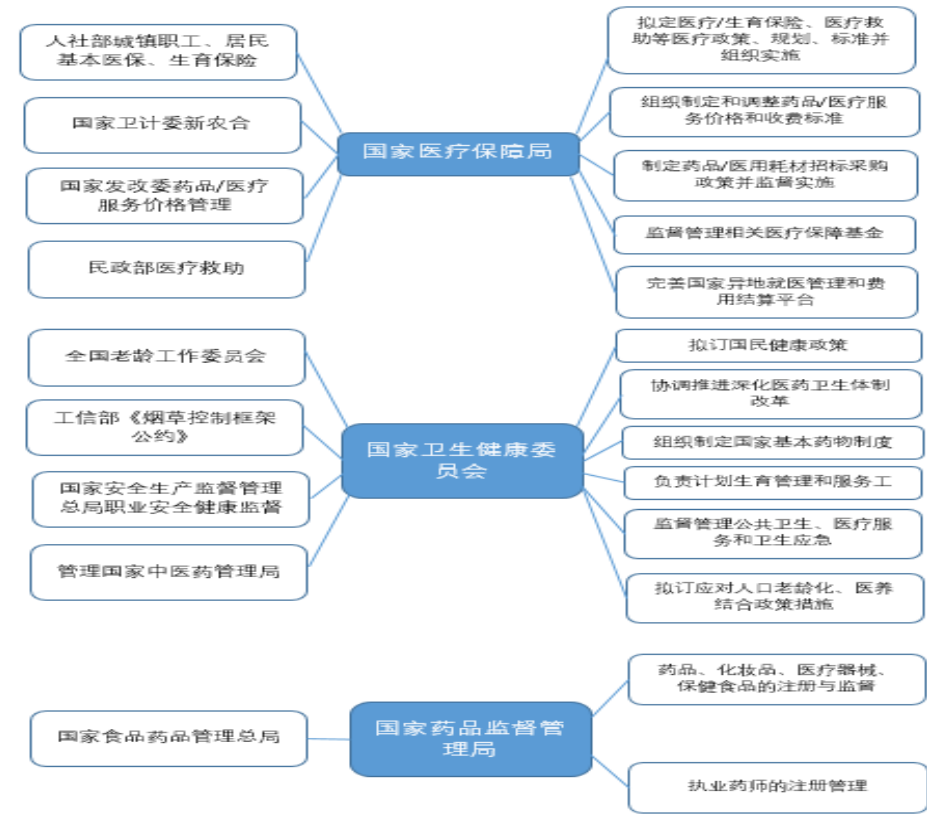 人社部城镇职工、居民
基本医保、生育保险
国家卫计委新农合
国家发改委药品/医疗
服务价格管理
民政部医疗救助
国家医疗保障局
拟定医疗/生育保险、医疗救
助等医疗政策、规划、标准并
组织实施
组织制定和调整药品/医疗服
务价格和收费标准
制定药品/医用耗材招标采购
政策并监督实施
监督管理相关医疗保障基金
完善国家异地就医管理和费
用结算平台
全国老龄工作委员会
工信部《烟草控制框架
公约》
国家安全生产监督管理
总局职业安全健康监督
管理国家中医药管理局
国家卫生健康委
员会
拟订国民健康政策
协调推进深化医药卫生体制
改革
组织制定国家基本药物制度
负责计划生育管理和服务工
监督管理公共卫生、医疗服
务和卫生应急
拟订应对人口老龄化、医养
结合政策措施
国家食品药品管理总局
国家药品监督管
理局
药品、化妆品、医疗器械、
保健食品的注册与监督
执业药师的注册管理